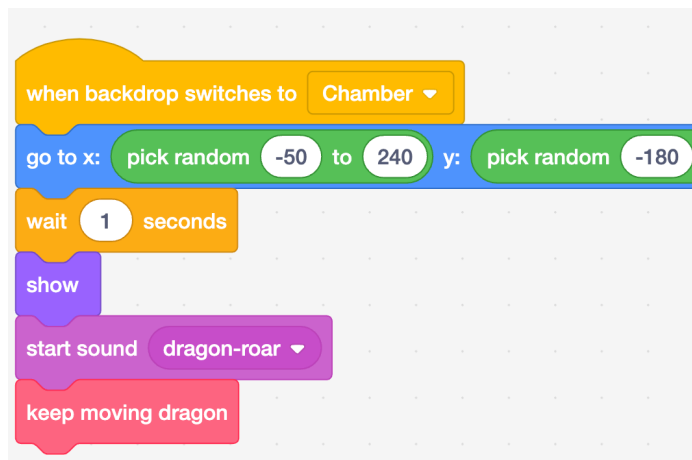 when backdrop switches to Chamber
go to x: pick random -50 to 240 y: pick random -180
wait 1 seconds
show
start sound dragon-roar
keep moving dragon